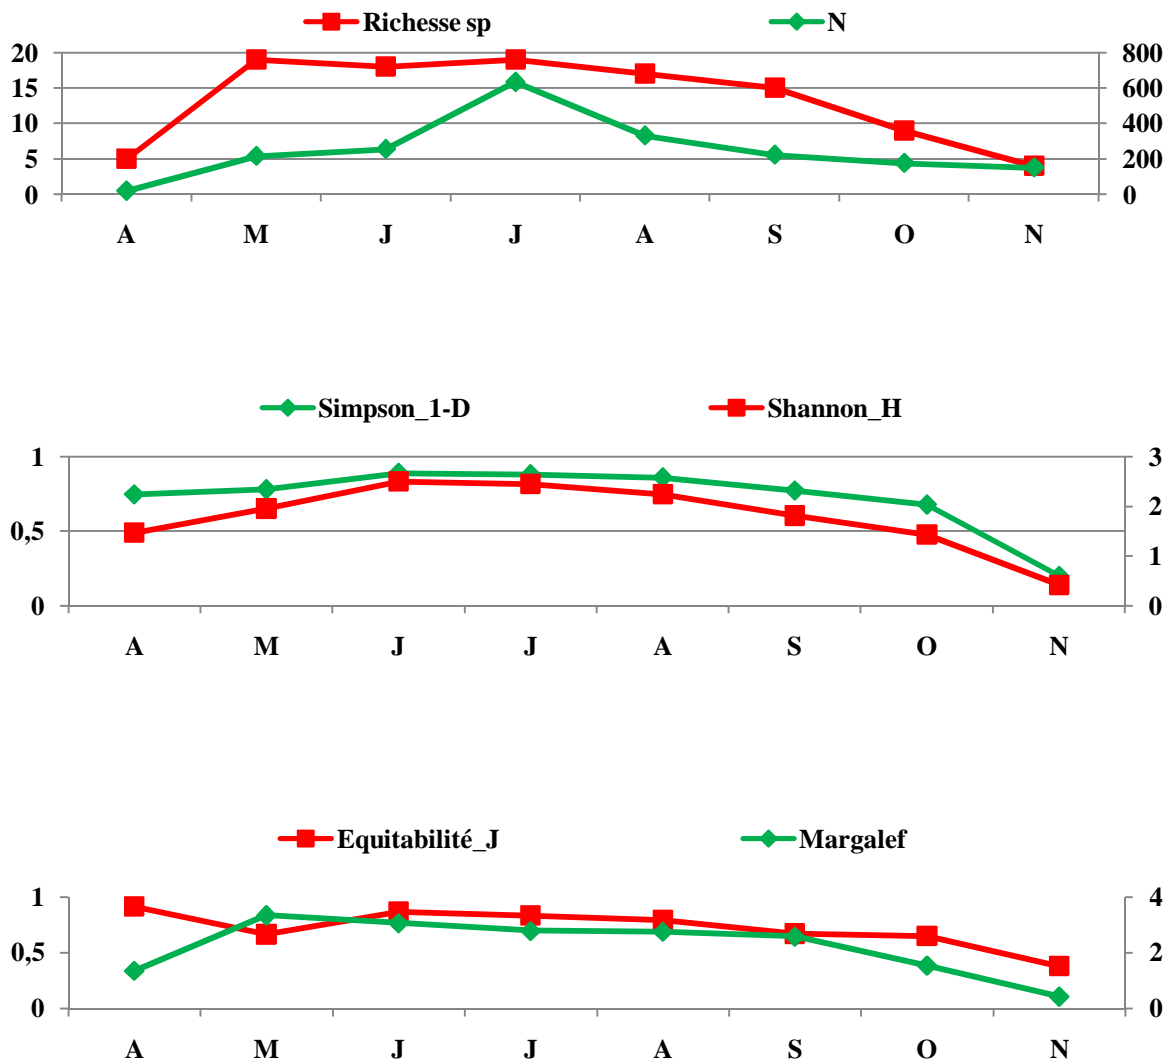 Richesse sp N
20 800
15 600
10 400
5 200
0 0
A M J J A S O N
Simpson_1-D Shannon_H
1 3
2
0,5
1
0 0
A M J J A S O N
Equitabilité_J Margalef
1 4
0,5 2
0 0
A M J J A S O N